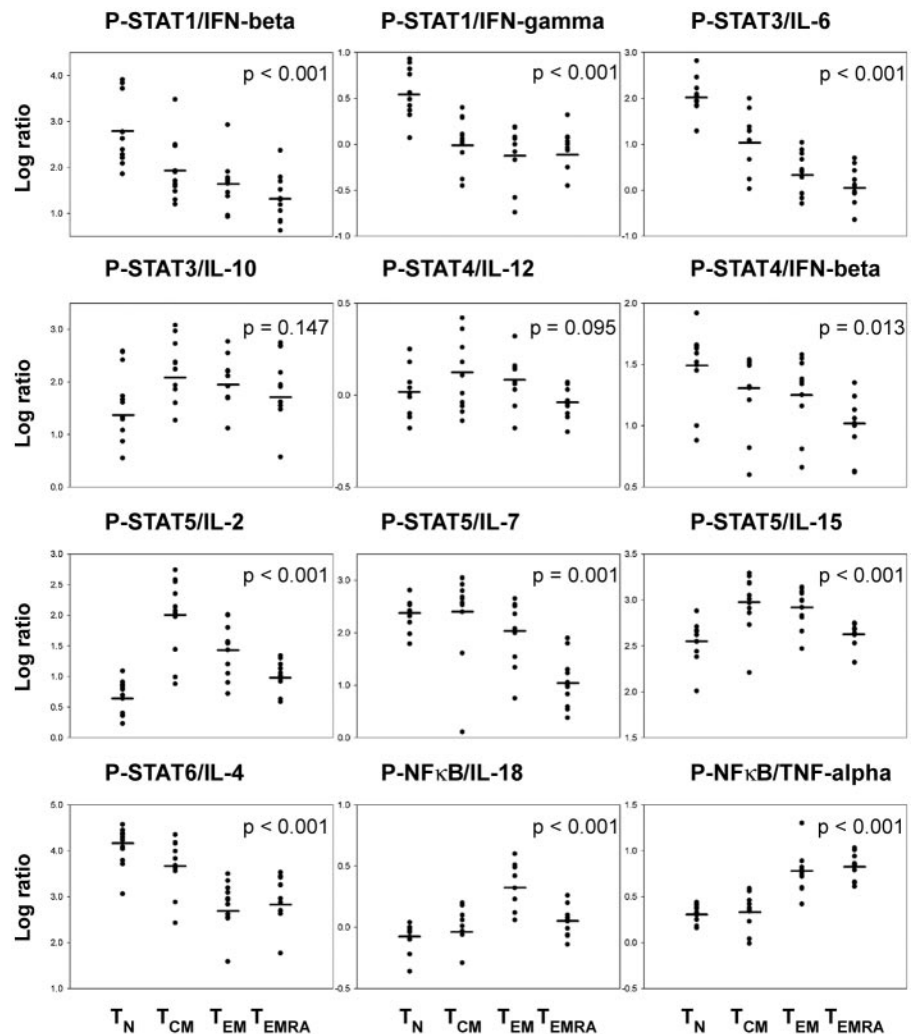 P-STAT1/IFN-beta P-STAT1/IFN-gamma P-STAT3/IL-6
Log ratio
4.0
3.0
2.0
1.0
p < 0.001
1.0
0.5
0.0
-0.5
-1.0
p < 0.001
3.0
2.0
1.0
0.0
-1.0
p < 0.001
P-STAT3/IL-10 P-STAT4/IL-12 P-STAT4/IFN-beta
Log ratio
3.0
2.0
1.0
0.0
p = 0.147
0.5
0.0
-0.5
p = 0.095
2.0
1.5
1.0
0.5
p = 0.013
P-STAT5/IL-2 P-STAT5/IL-7 P-STAT5/IL-15
Log ratio
3.0
2.5
2.0
1.5
1.0
0.5
0.0
p < 0.001
3.0
2.0
1.0
0.0
p = 0.001
3.5
3.0
2.5
2.0
1.5
p < 0.001
P-STAT6/IL-4 P-NFκB/IL-18 P-NFκB/TNF-alpha
Log ratio
5.0
4.0
3.0
2.0
1.0
p < 0.001
1.0
0.5
0.0
-0.5
p < 0.001
1.5
1.0
0.5
0.0
-0.5
p < 0.001
TN TCM TEM TEMRA TN TCM TEM TEMRA TN TCM TEM TEMRA